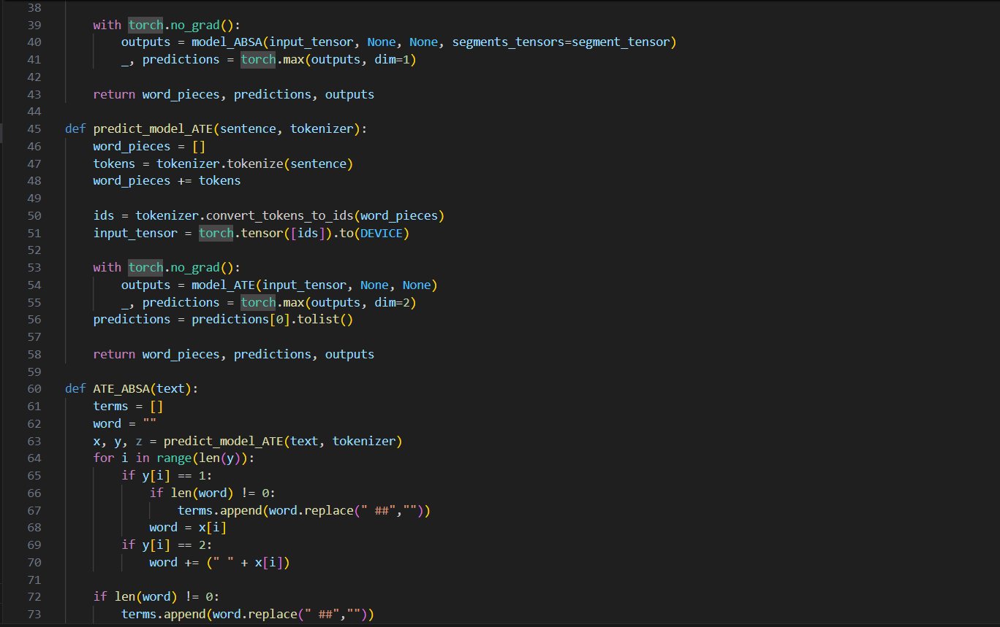 38
39 with torch.no_grad():
40 outputs = model_ABSA(input_tensor, None, None, segments_tensors=segment_tensor)
41 _, predictions = torch.max(outputs, dim=1)
42
43 return word_pieces, predictions, outputs
44
45 def predict_model_ATE(sentence, tokenizer):
46 word_pieces = []
47 tokens = tokenizer.tokenize(sentence)
48 word_pieces += tokens
49
50 ids = tokenizer.convert_tokens_to_ids(word_pieces)
51 input_tensor = torch.tensor([ids]).to(DEVICE)
52
53 with torch.no_grad():
54 outputs = model_ATE(input_tensor, None, None)
55 _, predictions = torch.max(outputs, dim=2)
56 predictions = predictions[0].tolist()
57
58 return word_pieces, predictions, outputs
59
60 def ATE_ABSA(text):
61 terms = []
62 word = ""
63 x, y, z = predict_model_ATE(text, tokenizer)
64 for i in range(len(y)):
65 if y[i] == 1:
66 if len(word) != 0:
67 terms.append(word.replace(" ##",""))
68 word = x[i]
69 if y[i] == 2:
70 word += (" " + x[i])
71
72 if len(word) != 0:
73 terms.append(word.replace(" ##",""))